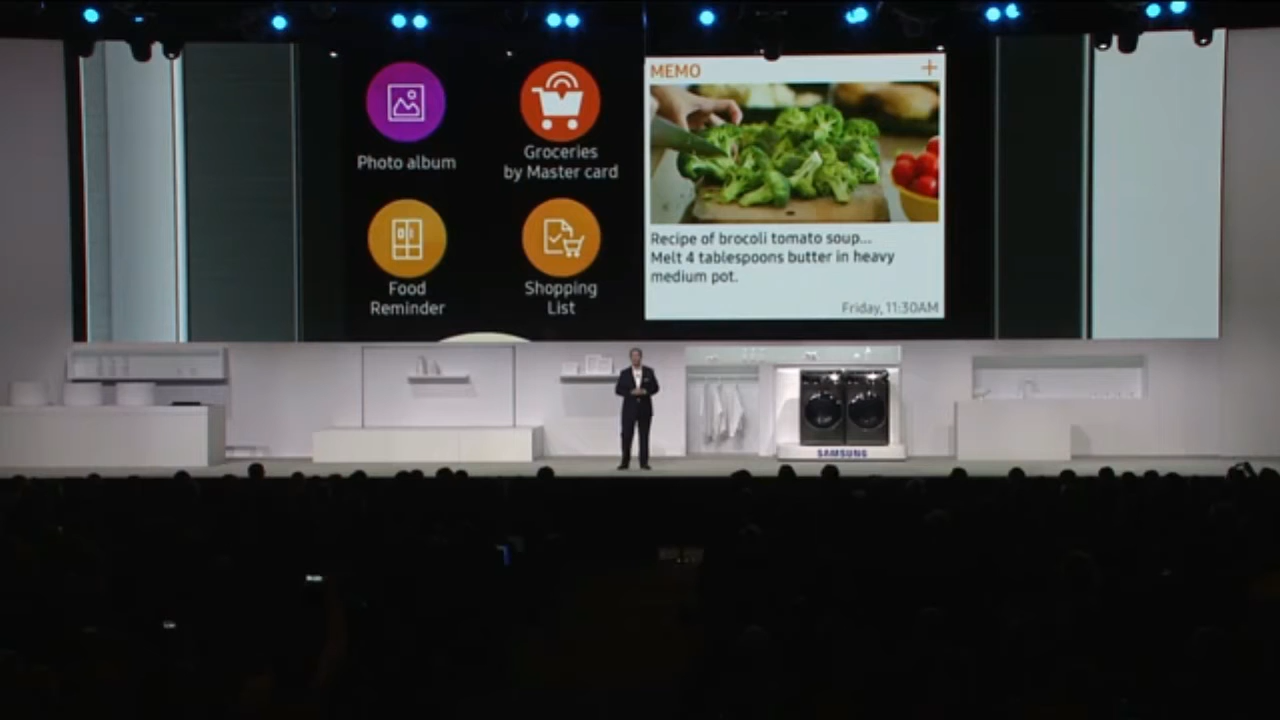 Photo album
Groceries
by Master card
Food
Reminder
Shopping
List
MEMO
Recipe of brocoli tomato soup...
Melt 4 tablespoons butter in heavy
medium pot.
Friday, 11:30AM
SAMSUNG